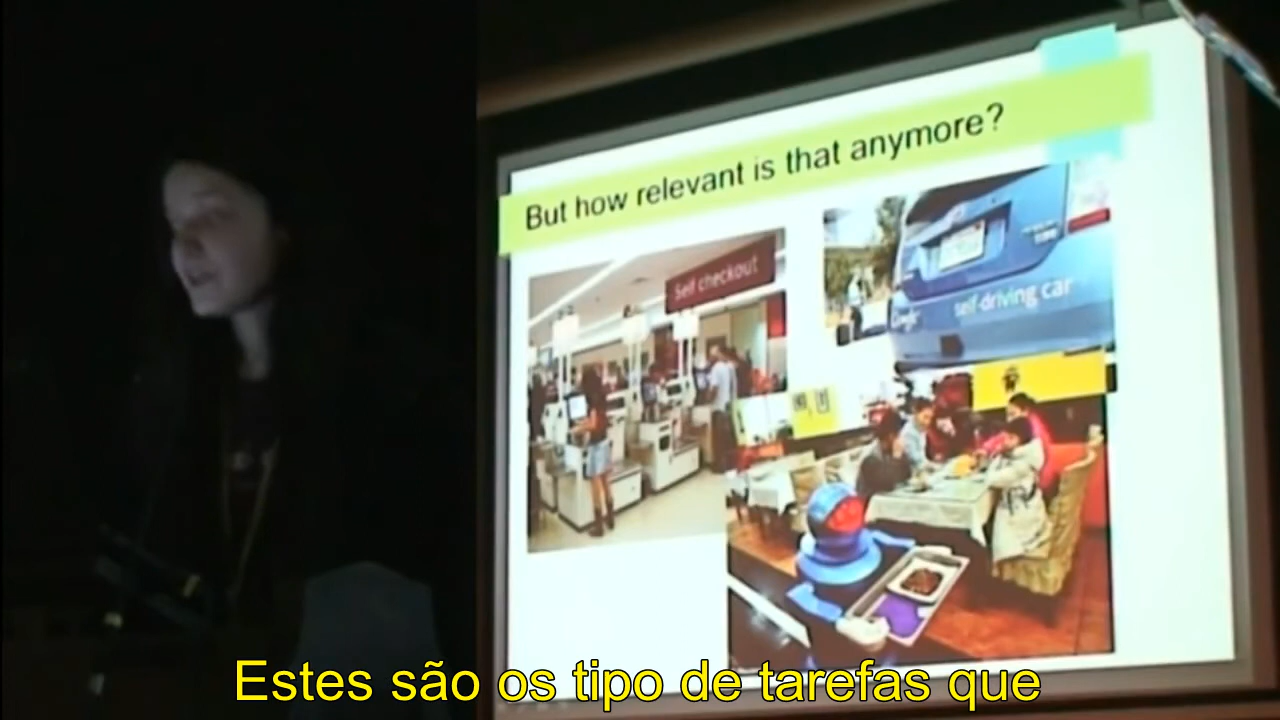 But how relevant is that anymore?
Self checkout
self-driving car
Estes são os tipo de tarefas que